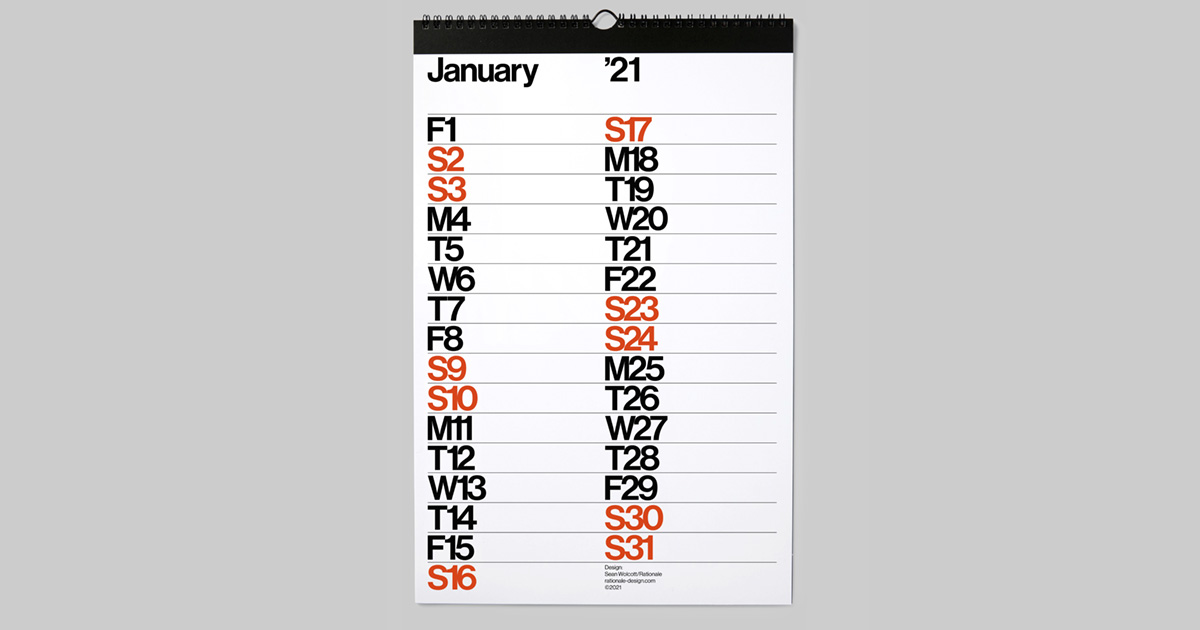 January ’21
F1
S2
S3
M4
T5
W6
T7
F8
S9
S10
M11
T12
W13
T14
F15
S16
S17
M18
T19
W20
T21
F22
S23
S24
M25
T26
W27
T28
F29
S30
S31
Design:
Sean Wolcott/Rationale
rationale-design.com
©2021